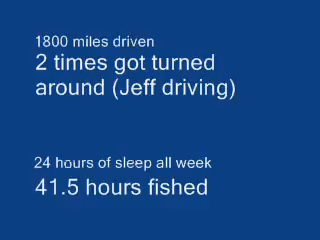 1800 miles driven
2 times got turned
around (Jeff driving)
24 hours of sleep all week
41.5 hours fished